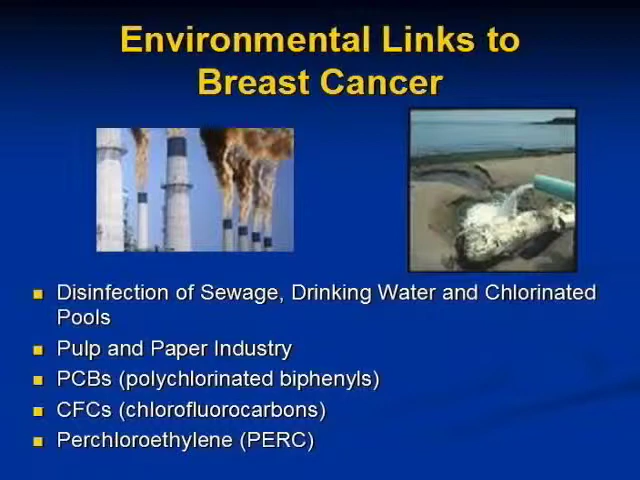 Environmental Links to
Breast Cancer
Disinfection of Sewage, Drinking Water and Chlorinated
Pools
Pulp and Paper Industry
PCBs (polychlorinated biphenyls)
CFCs (chlorofluorocarbons)
Perchloroethylene (PERC)